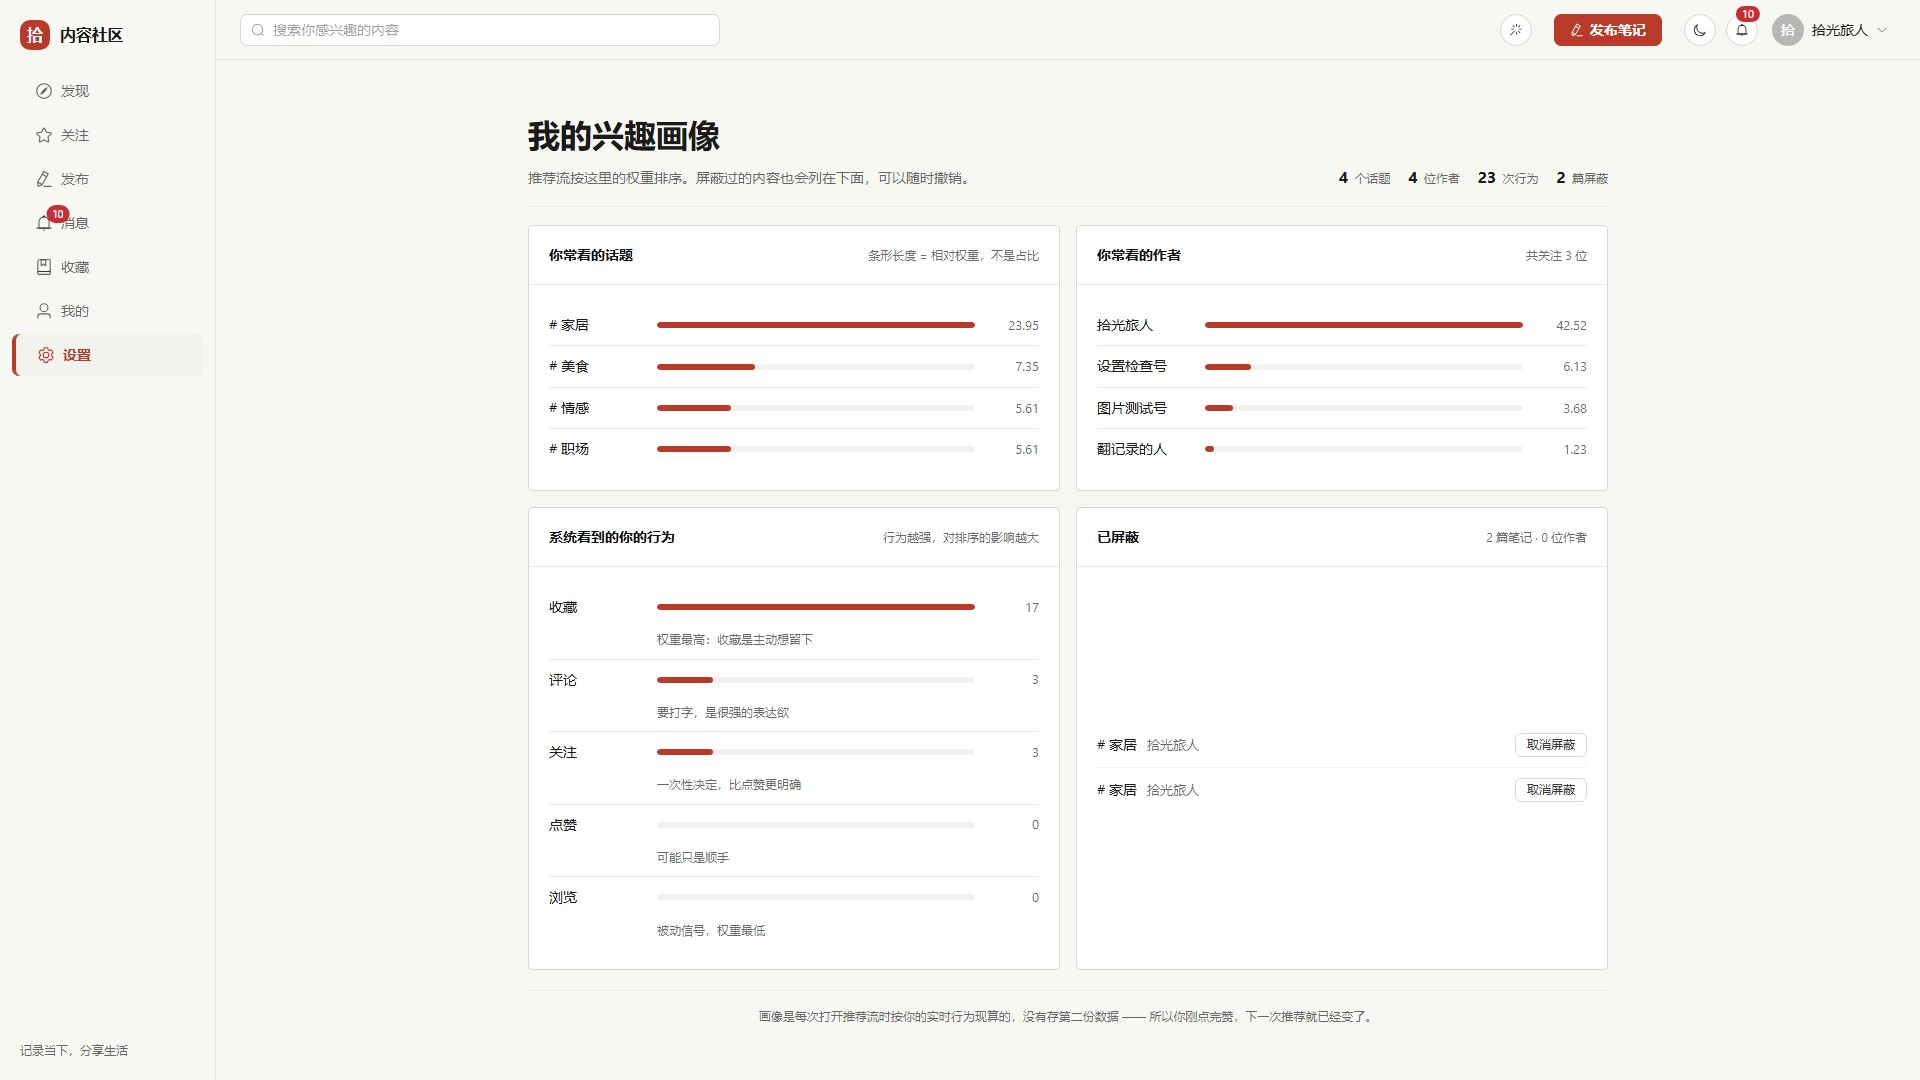 拾 内容社区
搜索你感兴趣的内容
发布笔记
10
拾 拾光旅人
发现
关注
发布
10
消息
收藏
我的
设置
我的兴趣画像
推荐流按这里的权重排序。屏蔽过的内容也会列在下面，可以随时撤销。
4 个话题 4 位作者 23 次行为 2 篇屏蔽
你常看的话题 条形长度 = 相对权重，不是占比
# 家居 23.95
# 美食 7.35
# 情感 5.61
# 职场 5.61
你常看的作者 共关注 3 位
拾光旅人 42.52
设置检查号 6.13
图片测试号 3.68
翻记录的人 1.23
系统看到的你的行为 行为越强，对排序的影响越大
收藏 17
权重最高：收藏是主动想留下
评论 3
要打字，是很强的表达欲
关注 3
一次性决定，比点赞更明确
点赞 0
可能只是顺手
浏览 0
被动信号，权重最低
已屏蔽 2 篇笔记 · 0 位作者
# 家居 拾光旅人 取消屏蔽
# 家居 拾光旅人 取消屏蔽
画像是每次打开推荐流时按你的实时行为现算的，没有存第二份数据 —— 所以你刚点完赞，下一次推荐就已经变了。
记录当下，分享生活